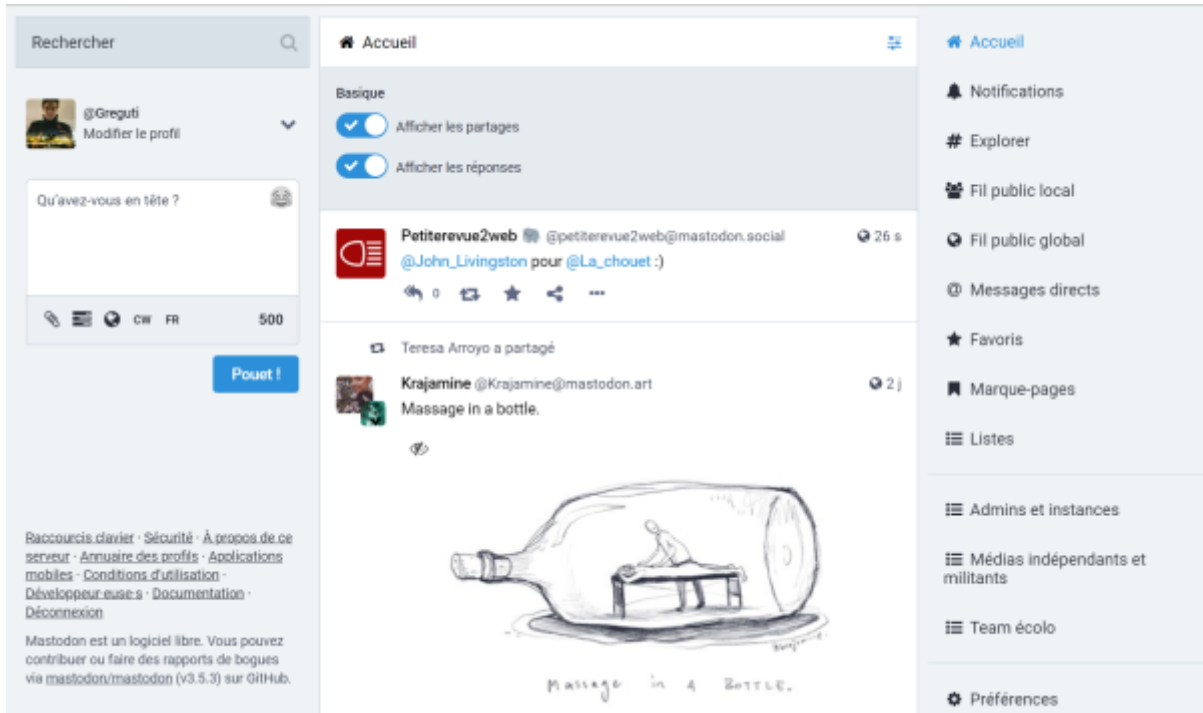 Rechercher
@Greguti
Modifier le profil
Qu'avez-vous en tête ?
CW FR 500
Pouet !
Raccourcis clavier · Sécurité · À propos de ce
serveur · Annuaire des profils · Applications
mobiles · Conditions d'utilisation ·
Développeur·euse·s · Documentation ·
Déconnexion
Mastodon est un logiciel libre. Vous pouvez
contribuer ou faire des rapports de bogues
via mastodon/mastodon (v3.5.3) sur GitHub.
Accueil
Basique
Afficher les partages
Afficher les réponses
Petiterevue2web @petiterevue2web@mastodon.social 26 s
@John_Livingston pour @La_chouet :)
0
Teresa Arroyo a partagé
Krajamine @Krajamine@mastodon.art 2 j
Massage in a bottle.
Krajamine.
Massage in a BOTTLE.
Accueil
Notifications
# Explorer
Fil public local
Fil public global
@ Messages directs
Favoris
Marque-pages
Listes
Admins et instances
Médias indépendants et
militants
Team écolo
Préférences